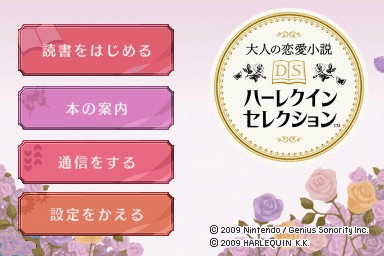 読書をはじめる
本の案内
通信をする
設定をかえる
大人の恋愛小説
DS
ハーレクイン
セレクション™
© 2009 Nintendo / Genius Sonority Inc.
© 2009 HARLEQUIN K.K.